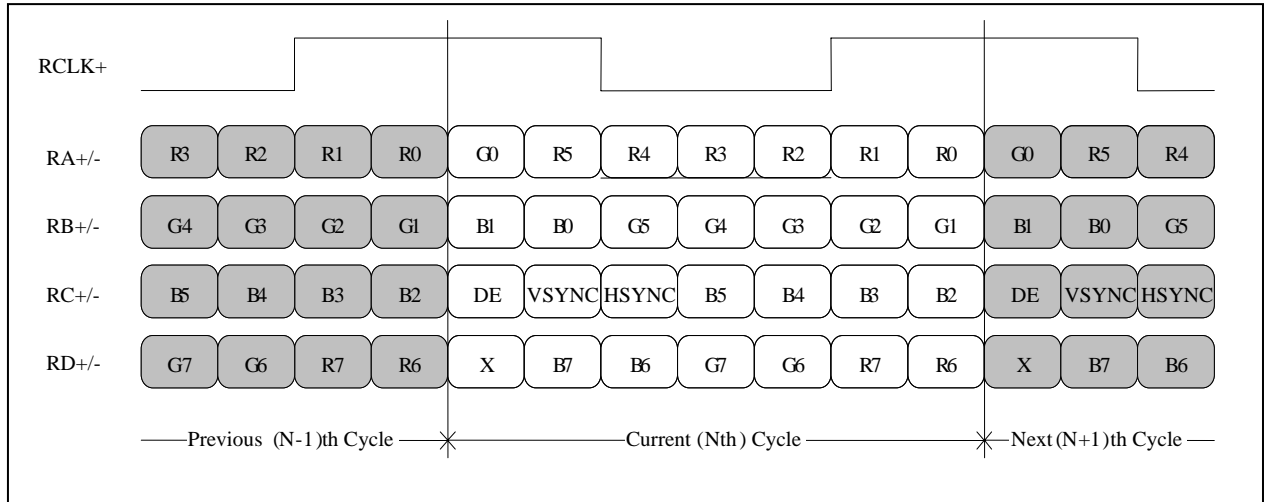 RCLK+
RA+/- R3 R2 R1 R0 G0 R5 R4 R3 R2 R1 R0 G0 R5 R4
RB+/- G4 G3 G2 G1 B1 B0 G5 G4 G3 G2 G1 B1 B0 G5
RC+/- B5 B4 B3 B2 DE VSYNC HSYNC B5 B4 B3 B2 DE VSYNC HSYNC
RD+/- G7 G6 R7 R6 X B7 B6 G7 G6 R7 R6 X B7 B6
Previous (N-1)th Cycle Current (Nth) Cycle Next (N+1)th Cycle